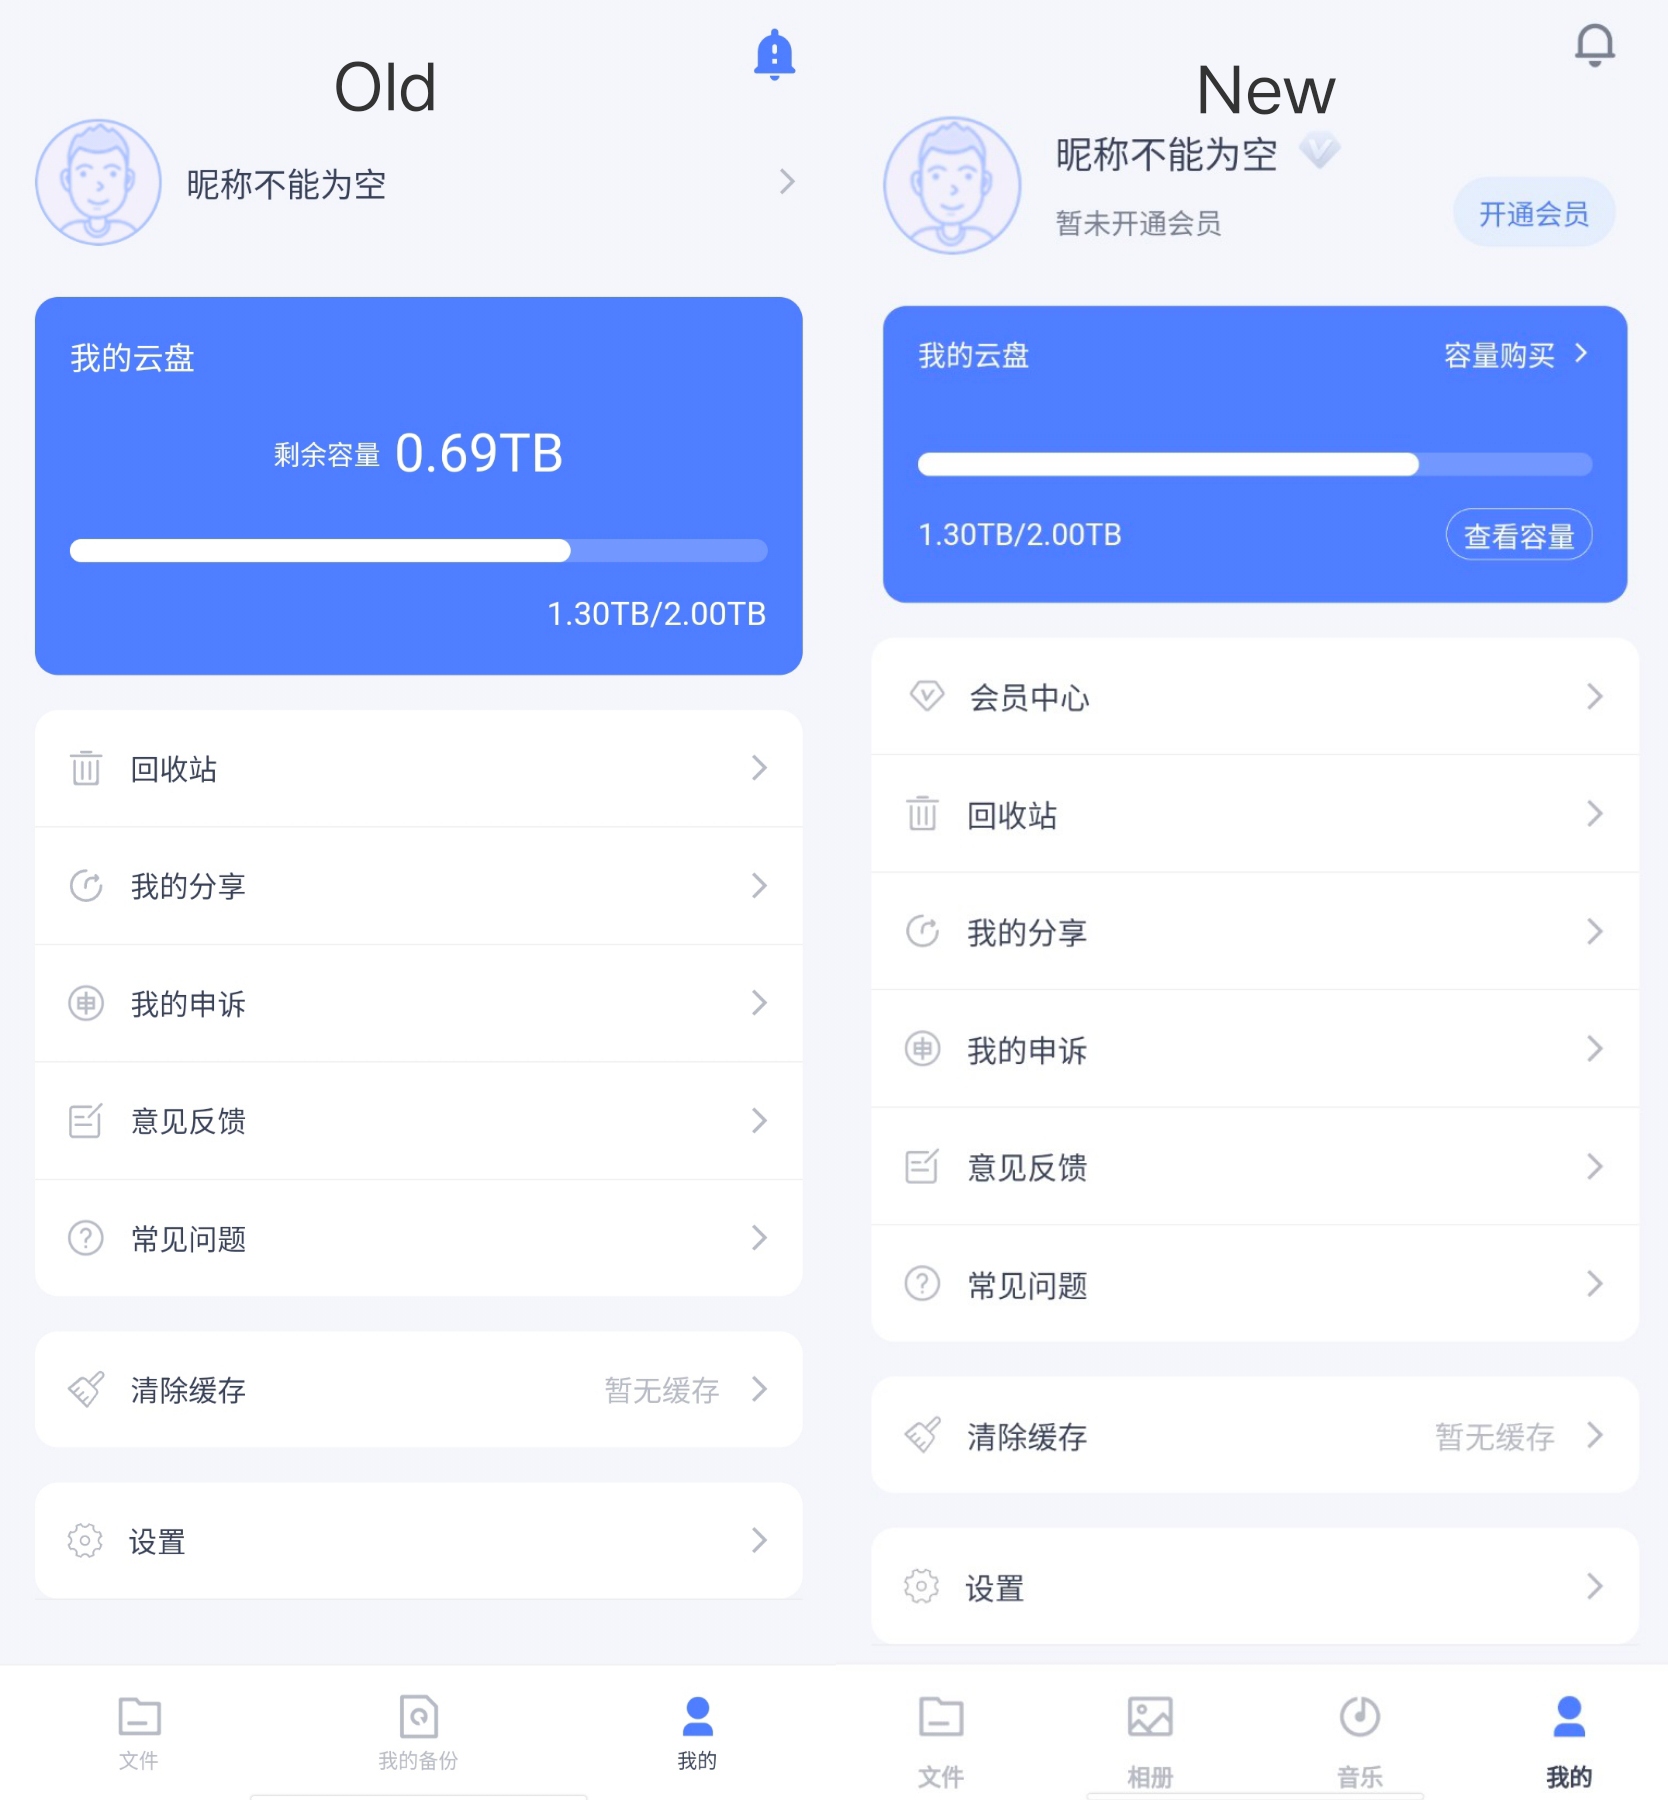 Old
昵称不能为空
我的云盘
剩余容量 0.69TB
1.30TB/2.00TB
回收站
我的分享
申 我的申诉
意见反馈
? 常见问题
清除缓存 暂无缓存
设置
文件 我的备份 我的
New
昵称不能为空
暂未开通会员
开通会员
我的云盘 容量购买
1.30TB/2.00TB 查看容量
会员中心
回收站
我的分享
申 我的申诉
意见反馈
? 常见问题
清除缓存 暂无缓存
设置
文件 相册 音乐 我的